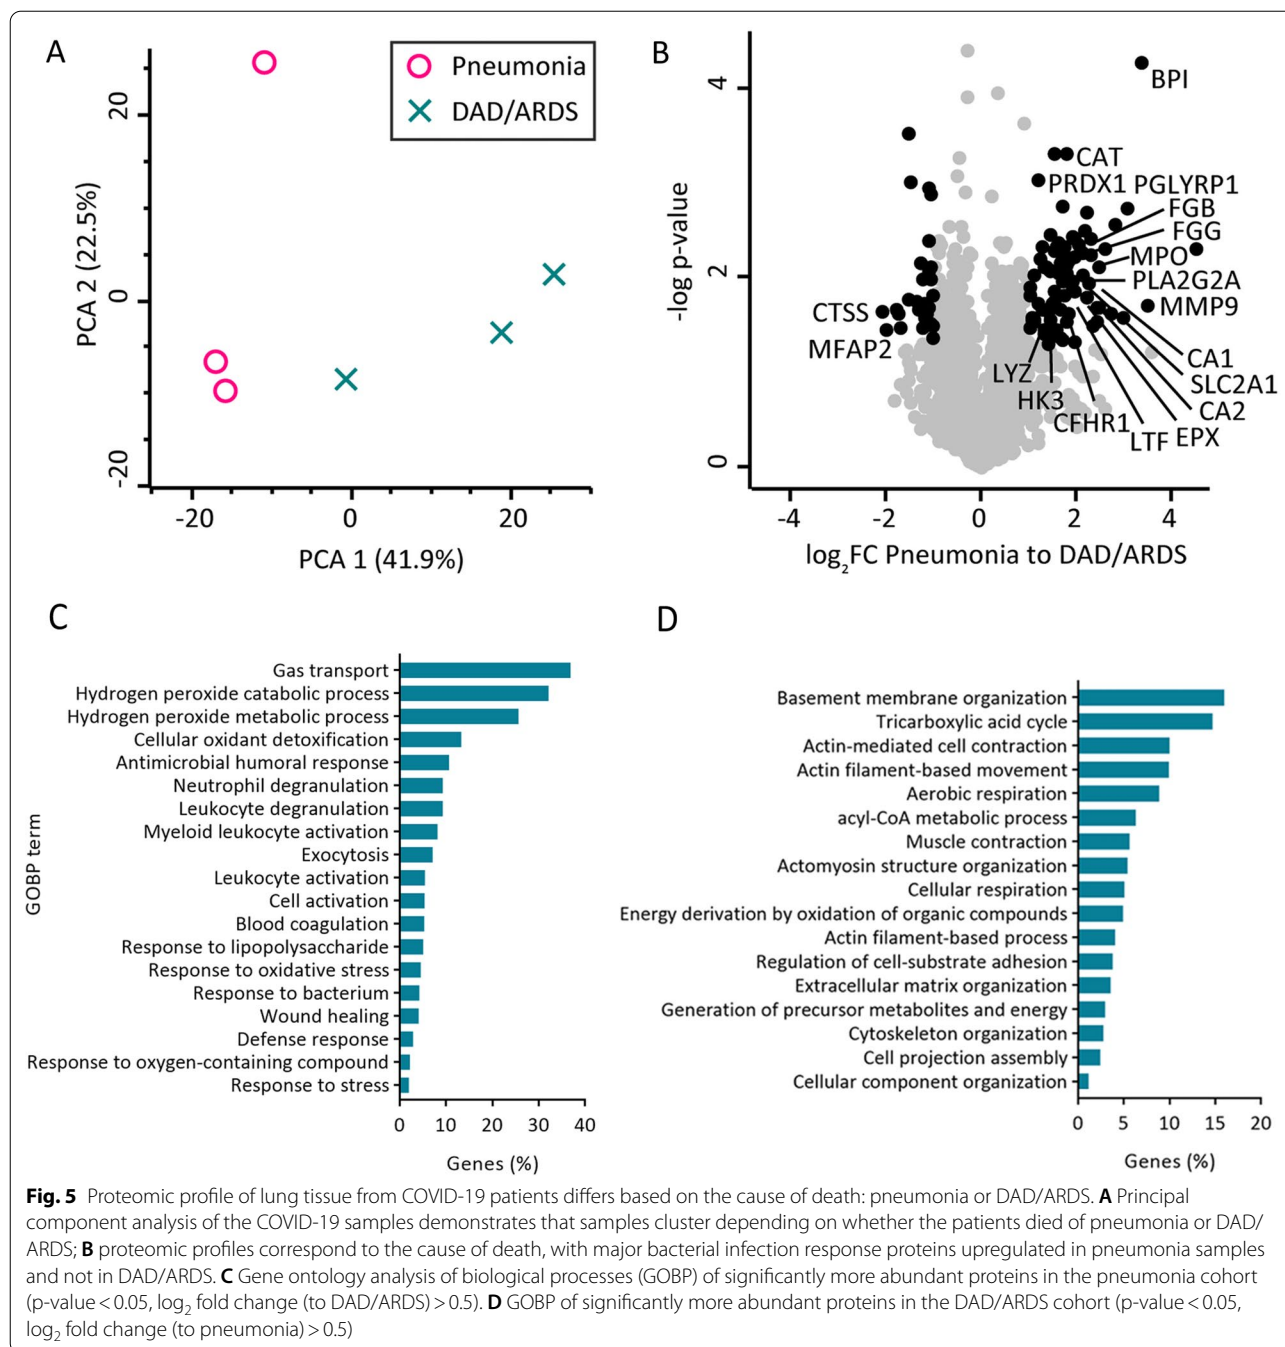 A
Pneumonia
DAD/ARDS
20
0
-20
PCA 2 (22.5%)
-20
0
20
PCA 1 (41.9%)
B
4
2
0
-log p-value
BPI
CAT
PRDX1
PGLYRP1
FGB
FGG
MPO
PLA2G2A
MMP9
CTSS
MFAP2
CA1
LYZ
SLC2A1
HK3
CA2
CFHR1
LTF
EPX
-4
-2
0
2
4
log2FC Pneumonia to DAD/ARDS
C
GOBP term
Gas transport
Hydrogen peroxide catabolic process
Hydrogen peroxide metabolic process
Cellular oxidant detoxification
Antimicrobial humoral response
Neutrophil degranulation
Leukocyte degranulation
Myeloid leukocyte activation
Exocytosis
Leukocyte activation
Cell activation
Blood coagulation
Response to lipopolysaccharide
Response to oxidative stress
Response to bacterium
Wound healing
Defense response
Response to oxygen-containing compound
Response to stress
0
10
20
30
40
Genes (%)
D
Basement membrane organization
Tricarboxylic acid cycle
Actin-mediated cell contraction
Actin filament-based movement
Aerobic respiration
acyl-CoA metabolic process
Muscle contraction
Actomyosin structure organization
Cellular respiration
Energy derivation by oxidation of organic compounds
Actin filament-based process
Regulation of cell-substrate adhesion
Extracellular matrix organization
Generation of precursor metabolites and energy
Cytoskeleton organization
Cell projection assembly
Cellular component organization
0
5
10
15
20
Genes (%)
Fig. 5 Proteomic profile of lung tissue from COVID-19 patients differs based on the cause of death: pneumonia or DAD/ARDS. A Principal
component analysis of the COVID-19 samples demonstrates that samples cluster depending on whether the patients died of pneumonia or DAD/
ARDS; B proteomic profiles correspond to the cause of death, with major bacterial infection response proteins upregulated in pneumonia samples
and not in DAD/ARDS. C Gene ontology analysis of biological processes (GOBP) of significantly more abundant proteins in the pneumonia cohort
(p-value < 0.05, log2 fold change (to DAD/ARDS) > 0.5). D GOBP of significantly more abundant proteins in the DAD/ARDS cohort (p-value < 0.05,
log2 fold change (to pneumonia) > 0.5)